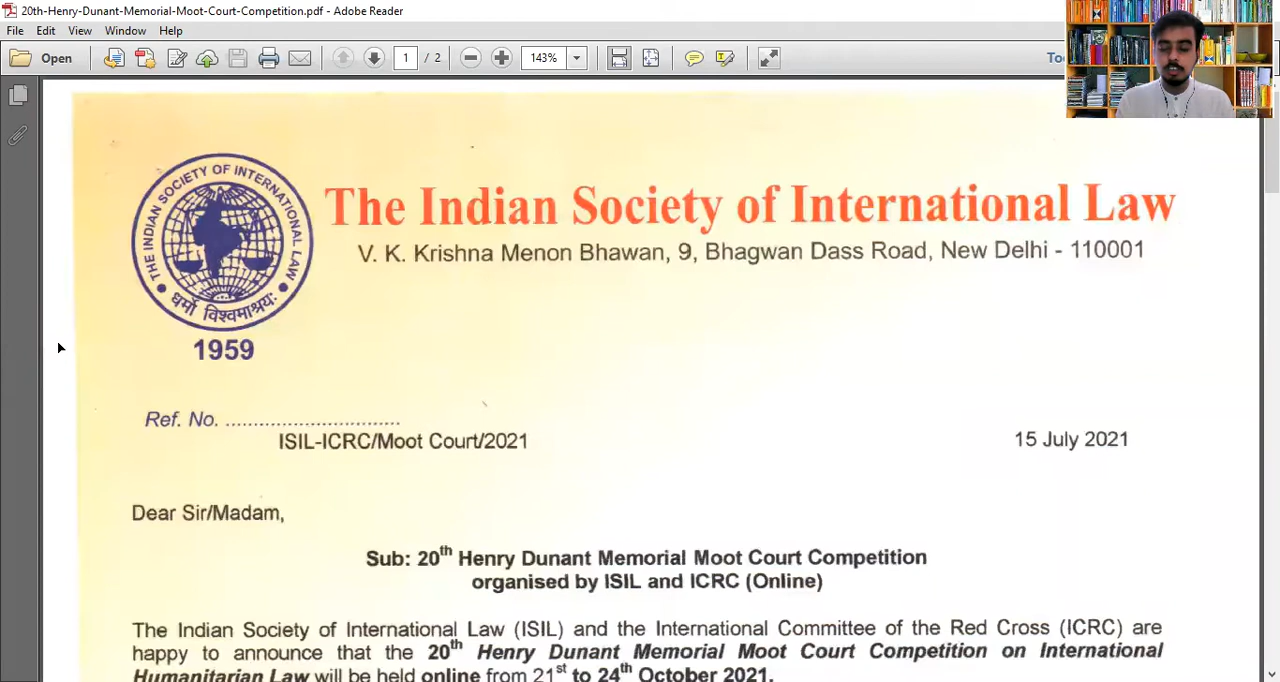 20th-Henry-Dunant-Memorial-Moot-Court-Competition.pdf - Adobe Reader
File Edit View Window Help
Open 1 / 2 143%
THE INDIAN SOCIETY OF INTERNATIONAL LAW
धर्मो विश्वमाश्रयः
1959
The Indian Society of International Law
V. K. Krishna Menon Bhawan, 9, Bhagwan Dass Road, New Delhi - 110001
Ref. No. ................................
ISIL-ICRC/Moot Court/2021
15 July 2021
Dear Sir/Madam,
Sub: 20th Henry Dunant Memorial Moot Court Competition
organised by ISIL and ICRC (Online)
The Indian Society of International Law (ISIL) and the International Committee of the Red Cross (ICRC) are
happy to announce that the 20th Henry Dunant Memorial Moot Court Competition on International
Humanitarian Law will be held online from 21st to 24th October 2021.